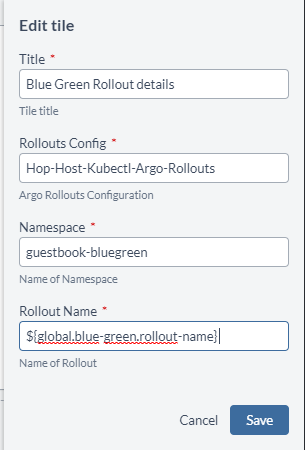 Edit tile
Title *
Blue Green Rollout details
Tile title
Rollouts Config *
Hop-Host-Kubectl-Argo-Rollouts
Argo Rollouts Configuration
Namespace *
guestbook-bluegreen
Name of Namespace
Rollout Name *
${global.blue-green.rollout-name}
Name of Rollout
Cancel Save